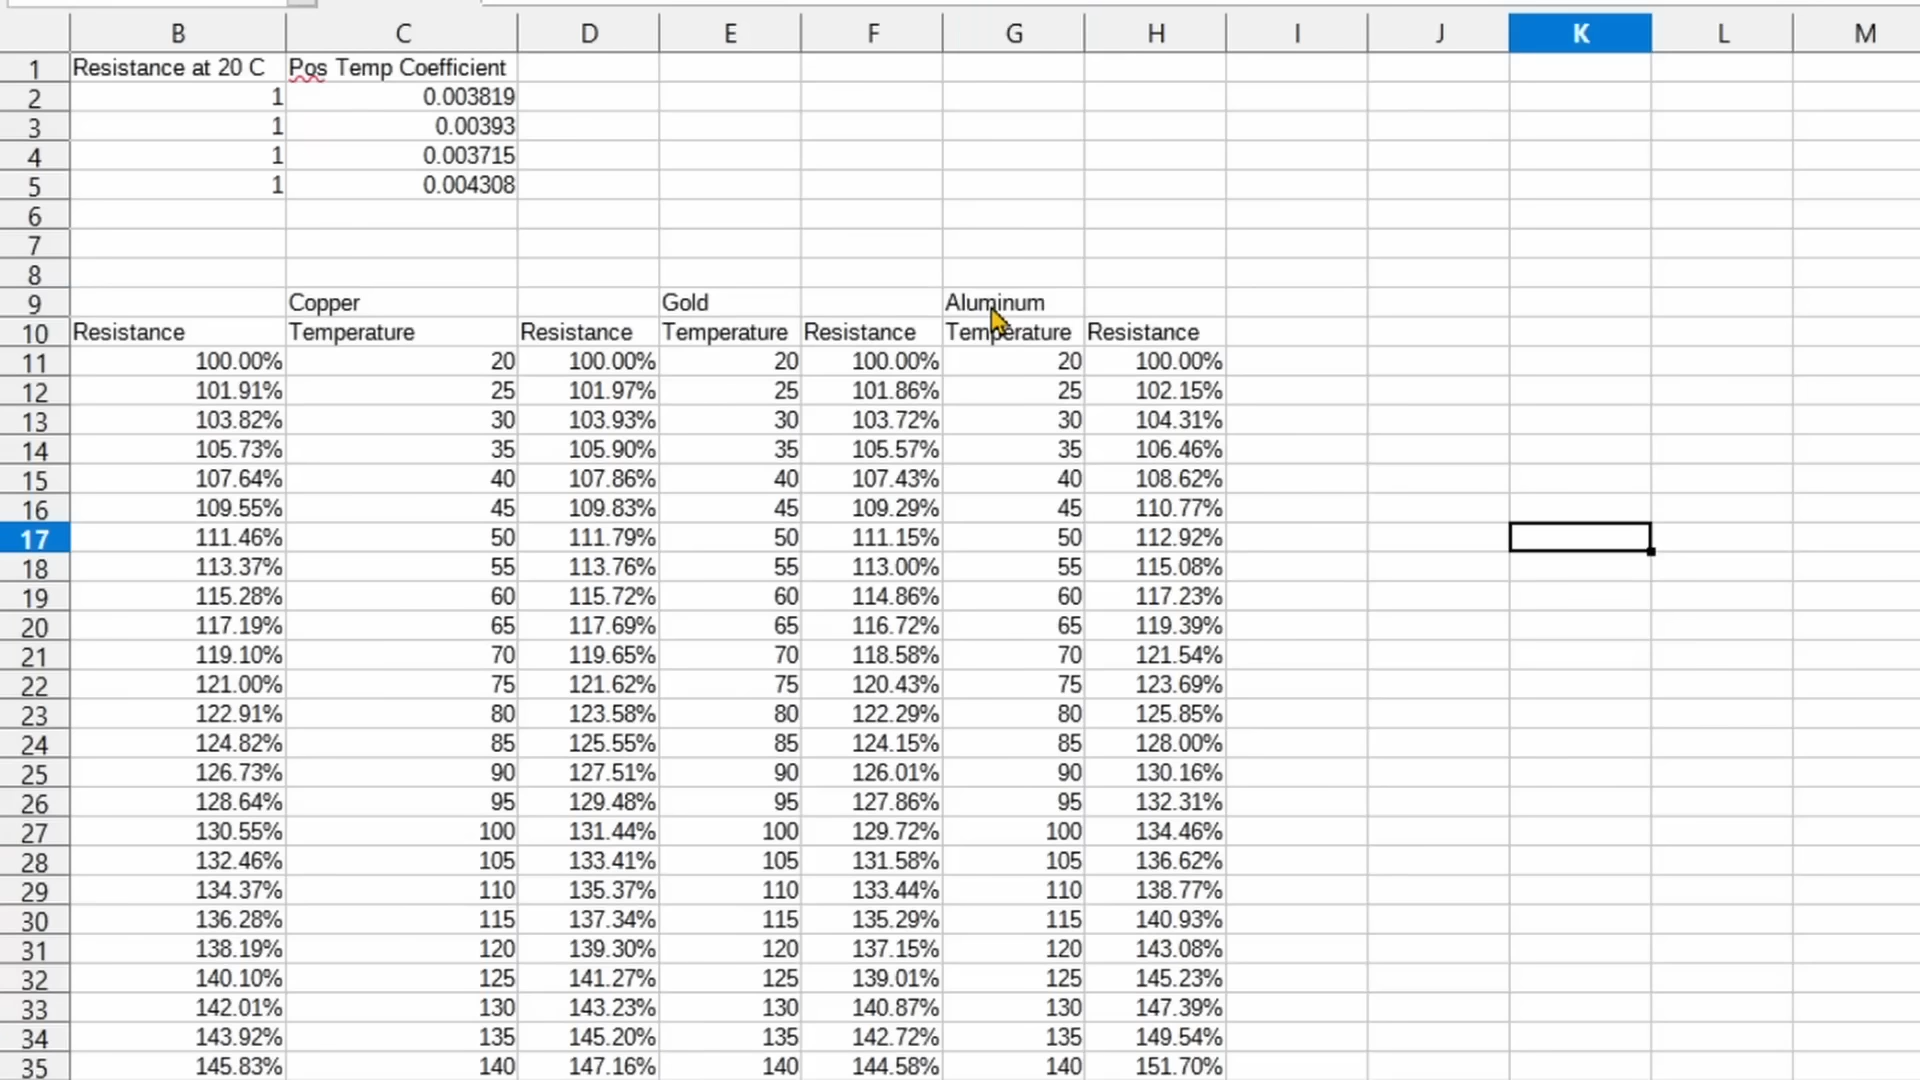 B C D E F G H I J K L M
1 Resistance at 20 C Pos Temp Coefficient
2 1 0.003819
3 1 0.00393
4 1 0.003715
5 1 0.004308
6
7
8
9 Copper Gold Aluminum
10 Resistance Temperature Resistance Temperature Resistance Temperature Resistance
11 100.00% 20 100.00% 20 100.00% 20 100.00%
12 101.91% 25 101.97% 25 101.86% 25 102.15%
13 103.82% 30 103.93% 30 103.72% 30 104.31%
14 105.73% 35 105.90% 35 105.57% 35 106.46%
15 107.64% 40 107.86% 40 107.43% 40 108.62%
16 109.55% 45 109.83% 45 109.29% 45 110.77%
17 111.46% 50 111.79% 50 111.15% 50 112.92%
18 113.37% 55 113.76% 55 113.00% 55 115.08%
19 115.28% 60 115.72% 60 114.86% 60 117.23%
20 117.19% 65 117.69% 65 116.72% 65 119.39%
21 119.10% 70 119.65% 70 118.58% 70 121.54%
22 121.00% 75 121.62% 75 120.43% 75 123.69%
23 122.91% 80 123.58% 80 122.29% 80 125.85%
24 124.82% 85 125.55% 85 124.15% 85 128.00%
25 126.73% 90 127.51% 90 126.01% 90 130.16%
26 128.64% 95 129.48% 95 127.86% 95 132.31%
27 130.55% 100 131.44% 100 129.72% 100 134.46%
28 132.46% 105 133.41% 105 131.58% 105 136.62%
29 134.37% 110 135.37% 110 133.44% 110 138.77%
30 136.28% 115 137.34% 115 135.29% 115 140.93%
31 138.19% 120 139.30% 120 137.15% 120 143.08%
32 140.10% 125 141.27% 125 139.01% 125 145.23%
33 142.01% 130 143.23% 130 140.87% 130 147.39%
34 143.92% 135 145.20% 135 142.72% 135 149.54%
35 145.83% 140 147.16% 140 144.58% 140 151.70%